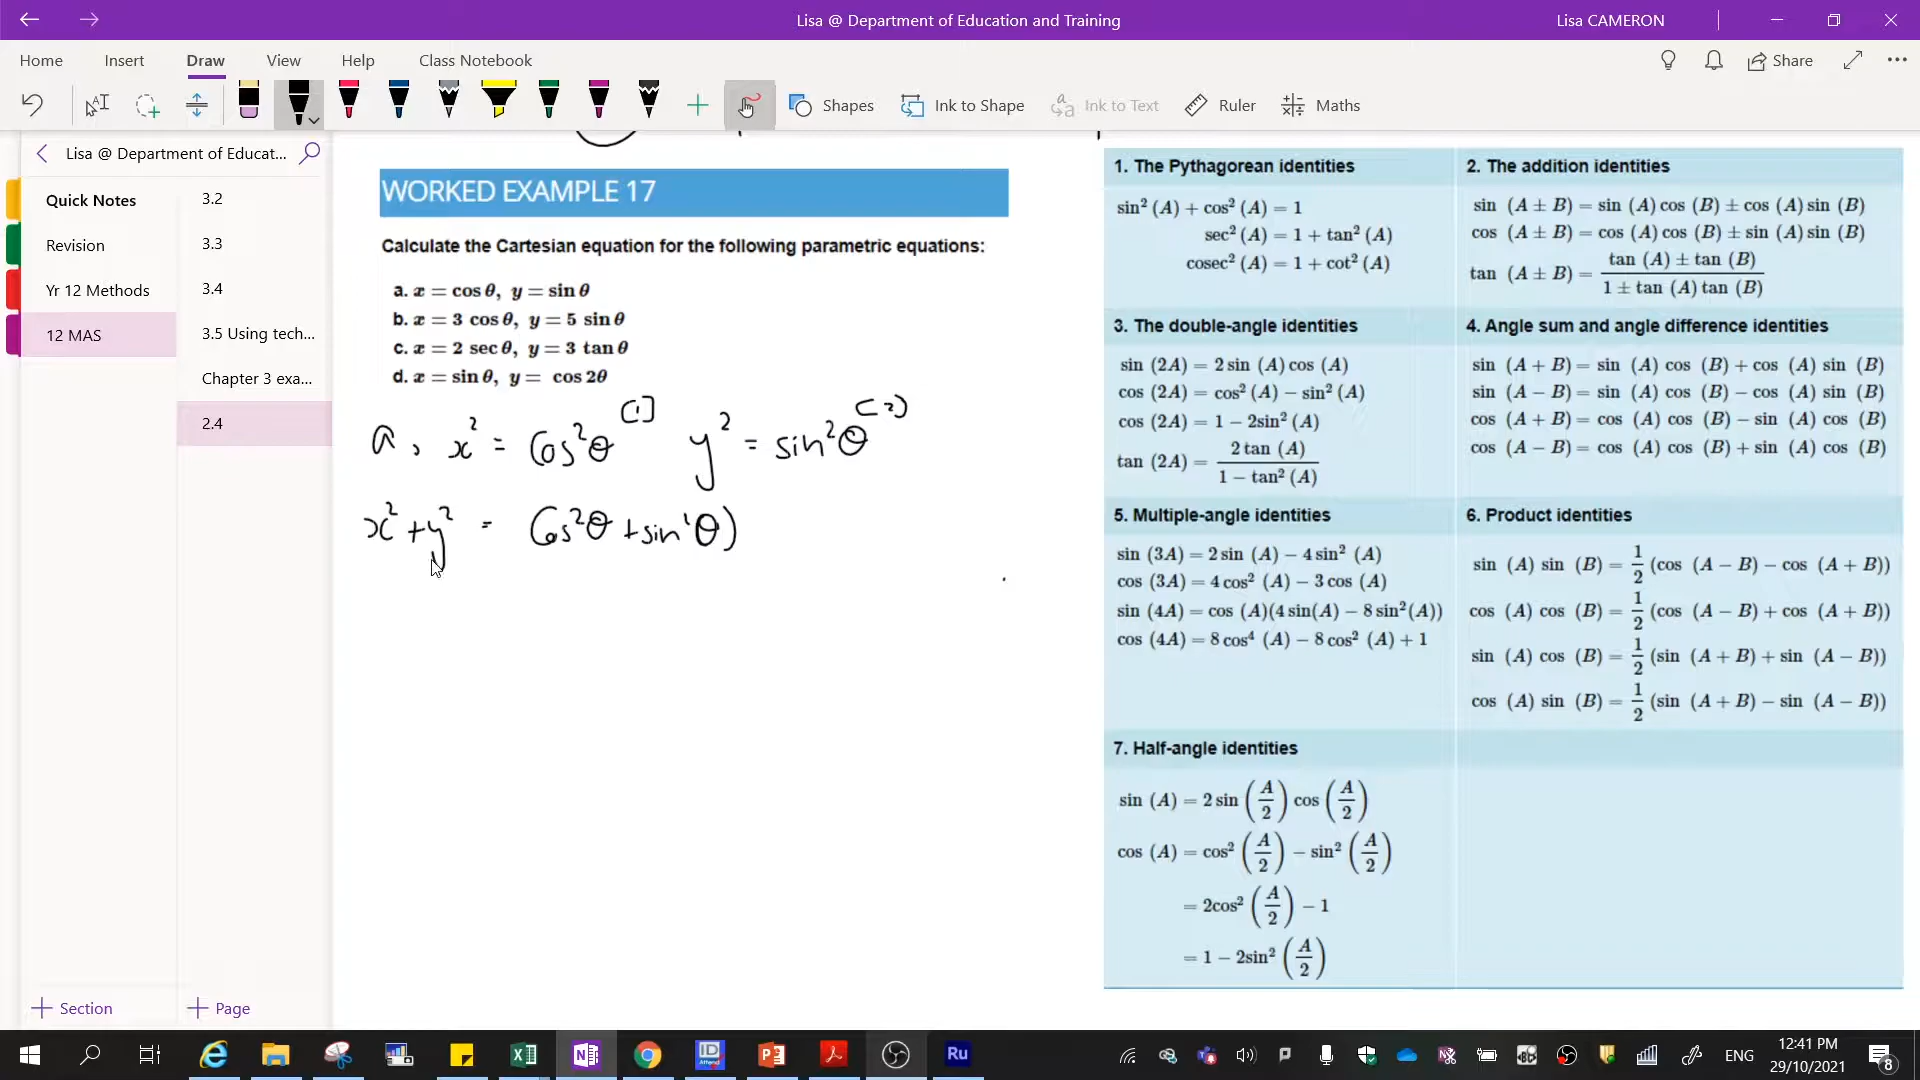 Lisa @ Department of Education and Training
Lisa CAMERON
Home Insert Draw View Help Class Notebook
Share
Shapes Ink to Shape Ink to Text Ruler Maths
Lisa @ Department of Educat...
Quick Notes
Revision
Yr 12 Methods
12 MAS
3.2
3.3
3.4
3.5 Using tech...
Chapter 3 exa...
2.4
Section
Page
WORKED EXAMPLE 17
Calculate the Cartesian equation for the following parametric equations:
a. x = cos θ, y = sin θ
b. x = 3 cos θ, y = 5 sin θ
c. x = 2 sec θ, y = 3 tan θ
d. x = sin θ, y = cos 2θ
a, x² = Cos²θ [1] y² = sin²θ [2]
x² + y² = (os²θ + sin²θ)
1. The Pythagorean identities
sin² (A) + cos² (A) = 1
sec² (A) = 1 + tan² (A)
cosec² (A) = 1 + cot² (A)
2. The addition identities
sin (A ± B) = sin (A) cos (B) ± cos (A) sin (B)
cos (A ± B) = cos (A) cos (B) ± sin (A) sin (B)
tan (A ± B) = tan (A) ± tan (B) / 1 ± tan (A) tan (B)
3. The double-angle identities
sin (2A) = 2 sin (A) cos (A)
cos (2A) = cos² (A) − sin² (A)
cos (2A) = 1 − 2sin² (A)
tan (2A) = 2 tan (A) / 1 − tan² (A)
4. Angle sum and angle difference identities
sin (A + B) = sin (A) cos (B) + cos (A) sin (B)
sin (A − B) = sin (A) cos (B) − cos (A) sin (B)
cos (A + B) = cos (A) cos (B) − sin (A) cos (B)
cos (A − B) = cos (A) cos (B) + sin (A) cos (B)
5. Multiple-angle identities
sin (3A) = 2 sin (A) − 4 sin² (A)
cos (3A) = 4 cos² (A) − 3 cos (A)
sin (4A) = cos (A)(4 sin(A) − 8 sin²(A))
cos (4A) = 8 cos⁴ (A) − 8 cos² (A) + 1
6. Product identities
sin (A) sin (B) = 1/2 (cos (A − B) − cos (A + B))
cos (A) cos (B) = 1/2 (cos (A − B) + cos (A + B))
sin (A) cos (B) = 1/2 (sin (A + B) + sin (A − B))
cos (A) sin (B) = 1/2 (sin (A + B) − sin (A − B))
7. Half-angle identities
sin (A) = 2 sin (A/2) cos (A/2)
cos (A) = cos² (A/2) − sin² (A/2)
= 2cos² (A/2) − 1
= 1 − 2sin² (A/2)
ENG
12:41 PM
29/10/2021
8